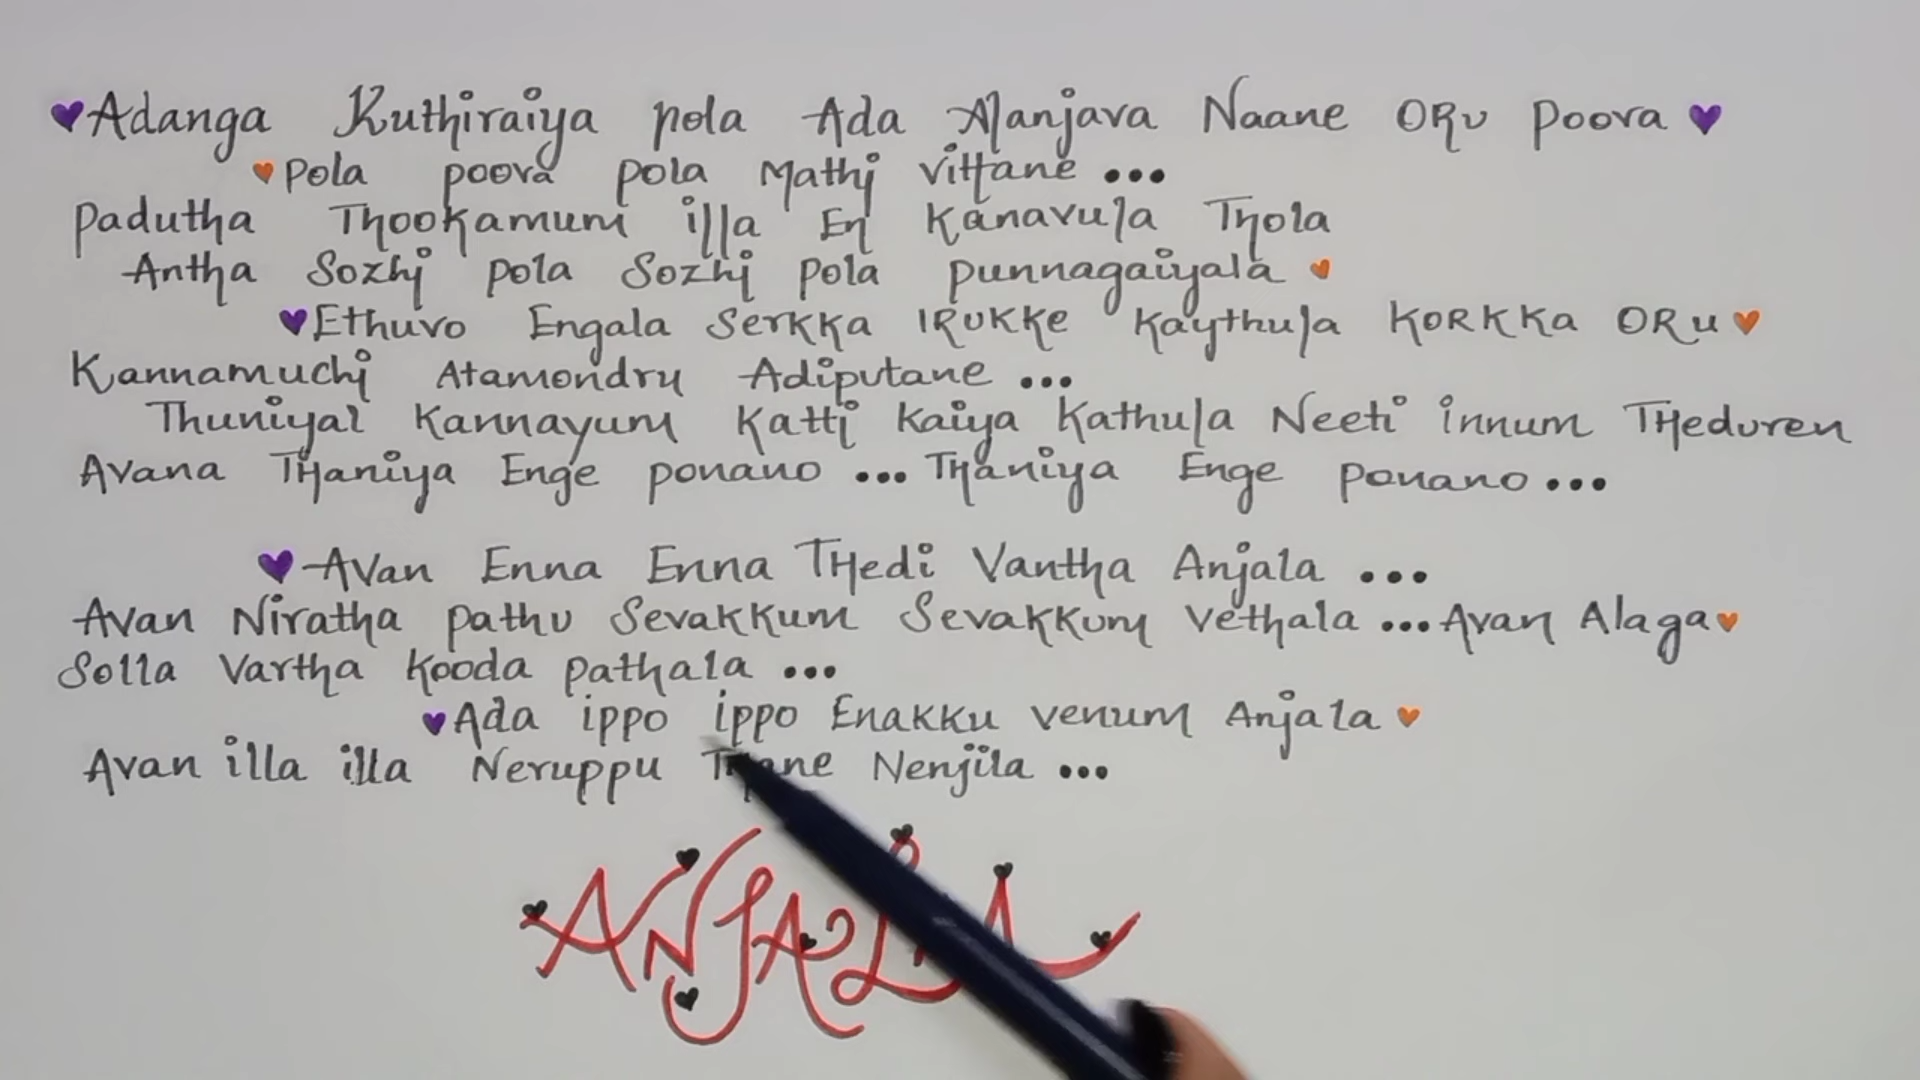 Adanga Kuthiraiya pola Ada Alanjava Naane ORU Poova
Pola poova pola Mathi vittane ...
Padutha Thookamum illa En Kanavula Thola
Antha Sozhi pola Sozhi pola punnagaiyala
Ethuvo Engala Serkka IRUKKe Kaythula KORKKa ORu
Kannamuchi Atamondru Adiputane ...
Thuniyal Kannayum Katti Kaiya Kathula Neeti innum THeduren
Avana THaniya Enge ponano ... THaniya Enge Ponano ...
Avan Enna Enna THedi Vantha Anjala ...
Avan Niratha pathu Sevakkum Sevakkum Vethala ... Avan Alaga
Solla Vartha Kooda pathala ...
Ada ippo ippo Enakku venum Anjala
Avan illa illa Neruppu Thane Nenjila ...
ANJALA